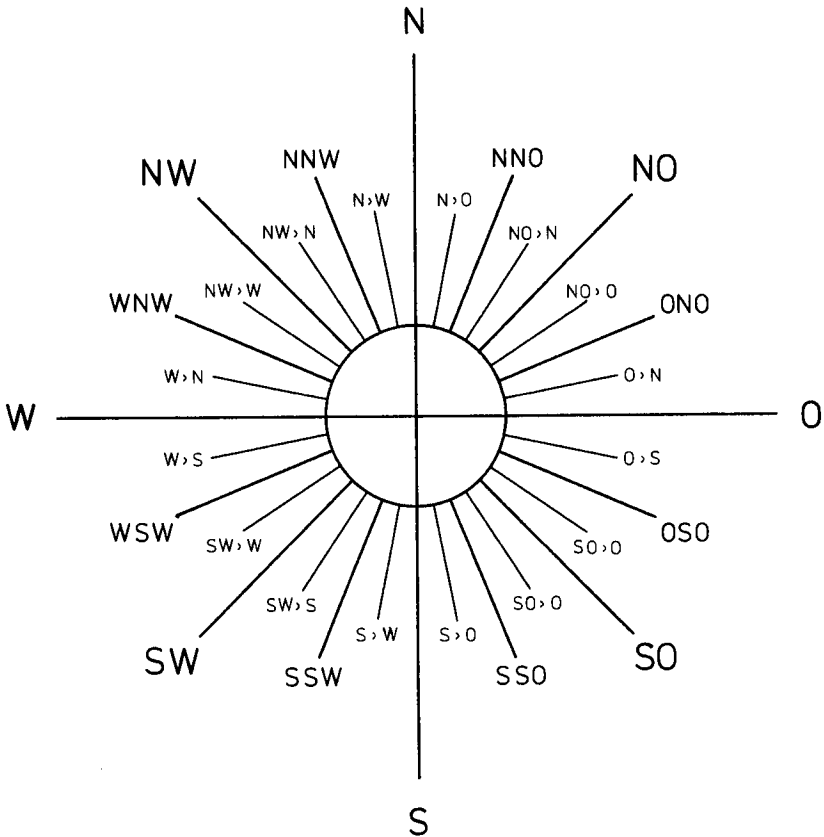 N
NNW NNO
NW NO
N›W N›O
NW›N NO›N
NW›W NO›O
WNW ONO
W›N O›N
W O
W›S O›S
WSW OSO
SW›W SO›O
SW›S SO›O
S›W S›O
SW SO
SSW SSO
S